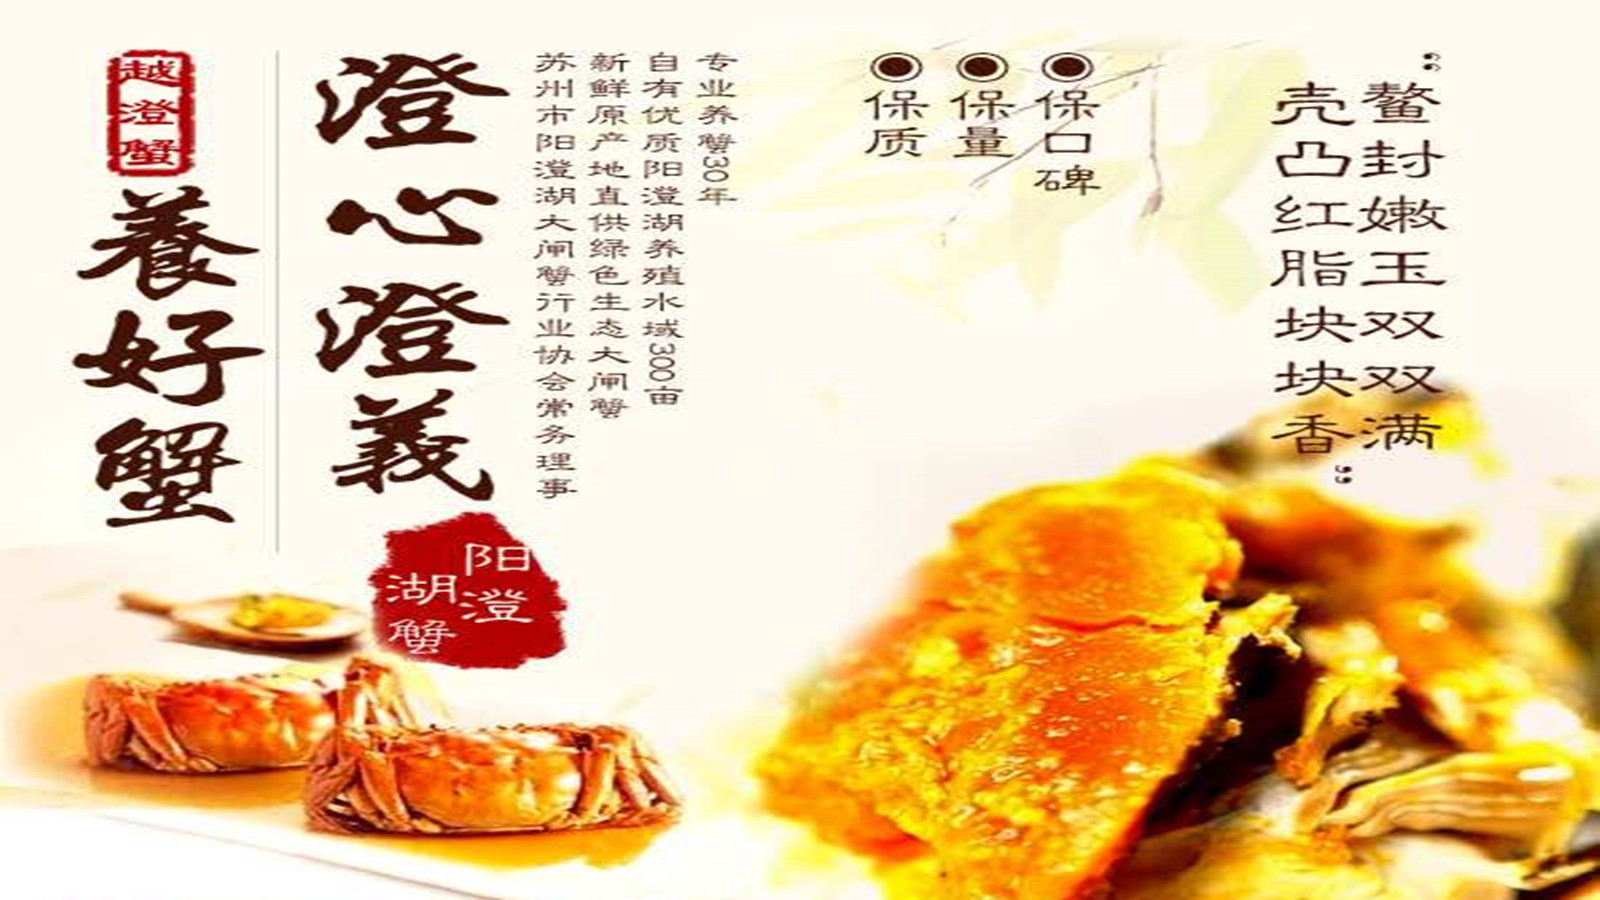 “鳌封嫩玉双双满
壳凸红脂块块香”
保口碑
保量
保质
专业养蟹30年
自有优质阳澄湖养殖水域300亩
新鲜原产地直供绿色生态大闸蟹
苏州市阳澄湖大闸蟹行业协会常务理事
澄心澄義
越澄蟹
養好蟹
阳澄
湖蟹